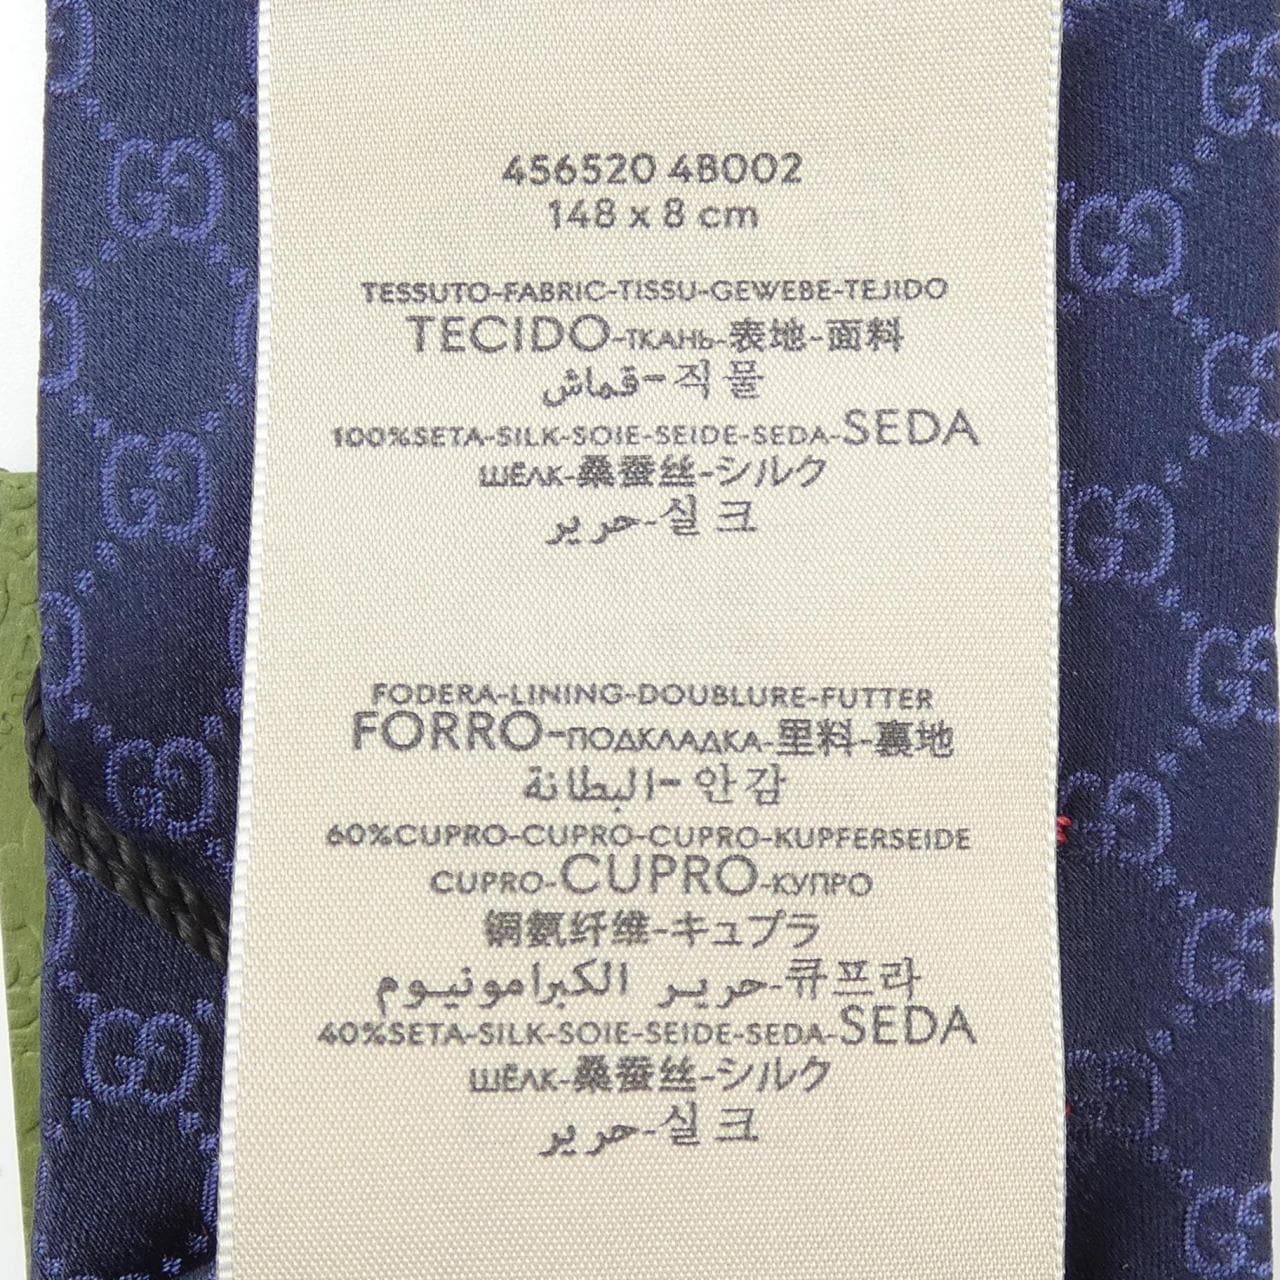 456520 4B002
148 x 8 cm
TESSUTO-FABRIC-TISSU-GEWEBE-TEJIDO
TECIDO-ТКАНЬ-表地-面料
قماش-직물
100%SETA-SILK-SOIE-SEIDE-SEDA-SEDA
ШЁЛК-桑蚕丝-シルク
حرير-실크
FODERA-LINING-DOUBLURE-FUTTER
FORRO-ПОДКЛАДКА-里料-裏地
البطانة-안감
60%CUPRO-CUPRO-CUPRO-KUPFERSEIDE
CUPRO-CUPRO-КУПРО
铜氨纤维-キュプラ
حرير الكبرامونيوم-큐프라
40%SETA-SILK-SOIE-SEIDE-SEDA-SEDA
ШЁЛК-桑蚕丝-シルク
حرير-실크